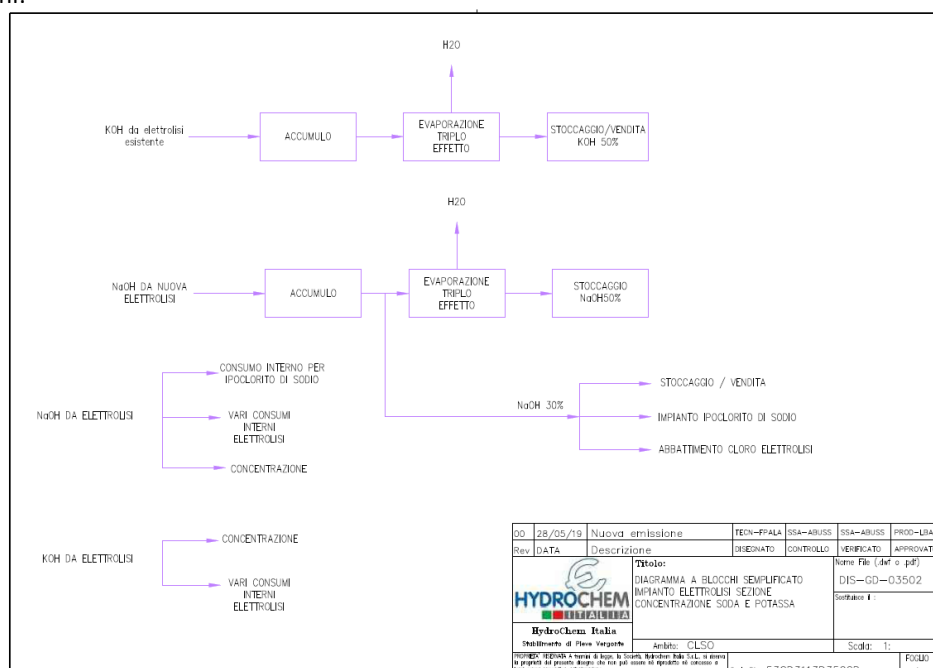 H2O
KOH da elettrolisi
esistente
ACCUMULO
EVAPORAZIONE
TRIPLO
EFFETTO
STOCCAGGIO/VENDITA
KOH 50%
H2O
NaOH DA NUOVA
ELETTROLISI
ACCUMULO
EVAPORAZIONE
TRIPLO
EFFETTO
STOCCAGGIO
NaOH50%
CONSUMO INTERNO PER
IPOCLORITO DI SODIO
NaOH DA ELETTROLISI
VARI CONSUMI
INTERNI
ELETTROLISI
CONCENTRAZIONE
NaOH 30%
STOCCAGGIO / VENDITA
IMPIANTO IPOCLORITO DI SODIO
ABBATTIMENTO CLORO ELETTROLISI
KOH DA ELETTROLISI
CONCENTRAZIONE
VARI CONSUMI
INTERNI
ELETTROLISI
00 28/05/19 Nuova emissione TECN-FPALA SSA-ABUSS SSA-ABUSS PROD-LBA
Rev DATA Descrizione DISEGNATO CONTROLLO VERIFICATO APPROVAT
HYDROCHEM
ITALIA
HydroChem Italia
Stabilimento di Pieve Vergonte
Titolo:
DIAGRAMMA A BLOCCHI SEMPLIFICATO
IMPIANTO ELETTROLISI SEZIONE
CONCENTRAZIONE SODA E POTASSA
Nome File (.dwf o .pdf)
DIS-GD-03502
Sostituisce il :
Ambito: CLSO
Scala: 1:
FOGLIO